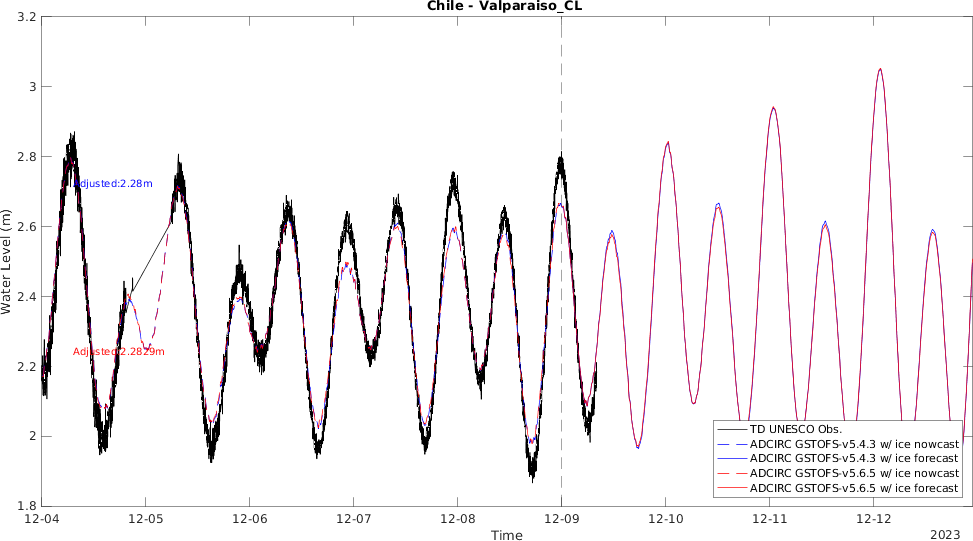 Chile - Valparaiso_CL
3.2
3
2.8
2.6
2.4
2.2
2
1.8
Water Level (m)
Adjusted:2.28m
Adjusted:2.2829m
TD UNESCO Obs.
ADCIRC GSTOFS-v5.4.3 w/ ice nowcast
ADCIRC GSTOFS-v5.4.3 w/ ice forecast
ADCIRC GSTOFS-v5.6.5 w/ ice nowcast
ADCIRC GSTOFS-v5.6.5 w/ ice forecast
12-04 12-05 12-06 12-07 12-08 12-09 12-10 12-11 12-12
Time
2023